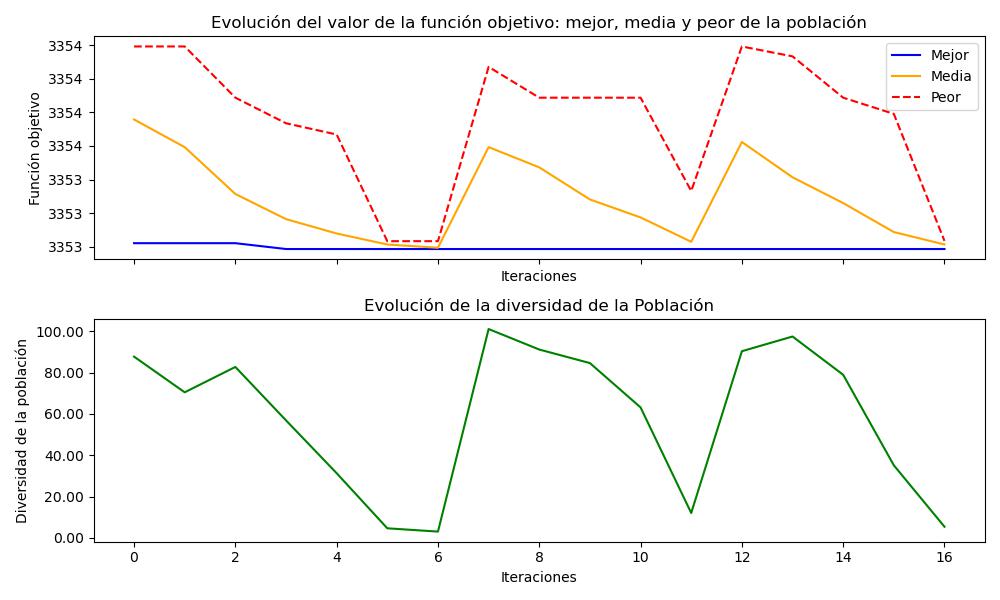 Evolución del valor de la función objetivo: mejor, media y peor de la población
Función objetivo
3354
3354
3354
3354
3353
3353
3353
Mejor
Media
Peor
Iteraciones
Evolución de la diversidad de la Población
Diversidad de la población
100.00
80.00
60.00
40.00
20.00
0.00
0 2 4 6 8 10 12 14 16
Iteraciones